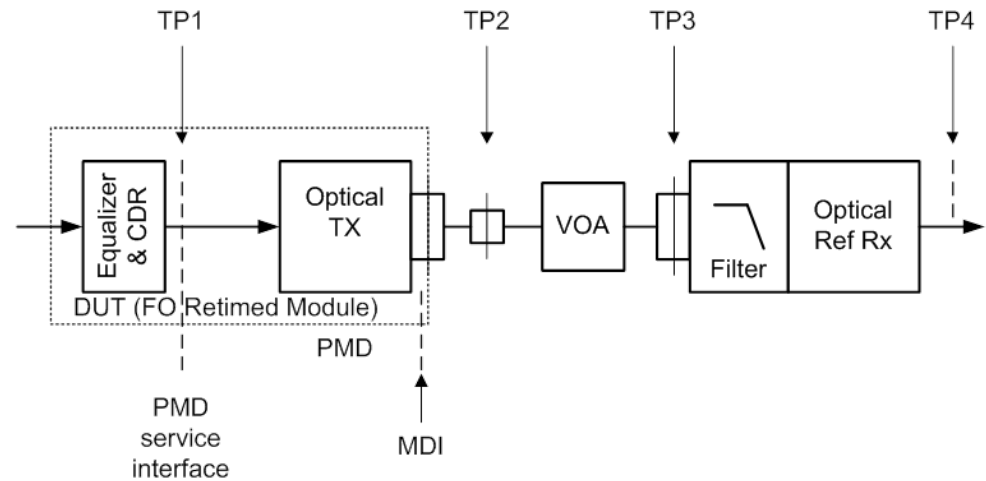 TP1
TP2
TP3
TP4
Equalizer
& CDR
Optical
TX
VOA
Filter
Optical
Ref Rx
DUT (FO Retimed Module)
PMD
PMD
service
interface
MDI